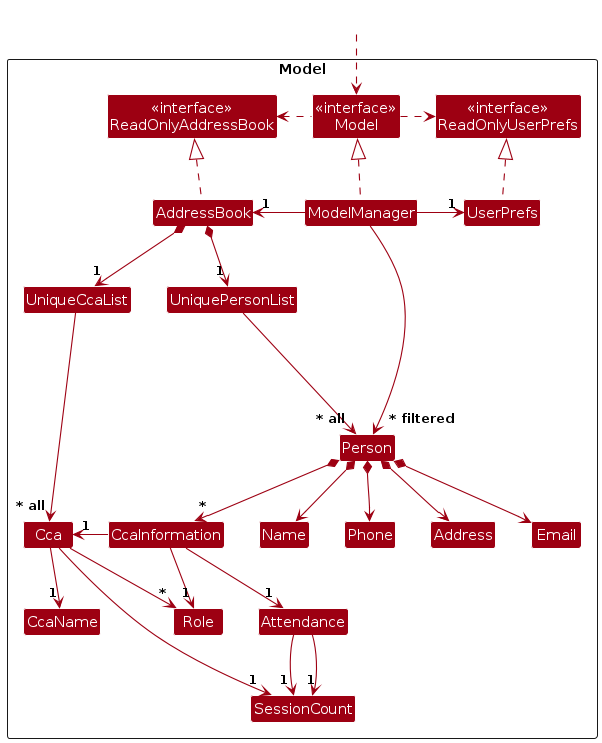 Model
«interface»
ReadOnlyAddressBook
«interface»
Model
«interface»
ReadOnlyUserPrefs
AddressBook
1
ModelManager
1
UserPrefs
1
1
UniqueCcaList
UniquePersonList
* all
* filtered
Person
* all
*
Cca
1
CcaInformation
Name
Phone
Address
Email
1
*
1
1
CcaName
Role
Attendance
1
1
1
SessionCount